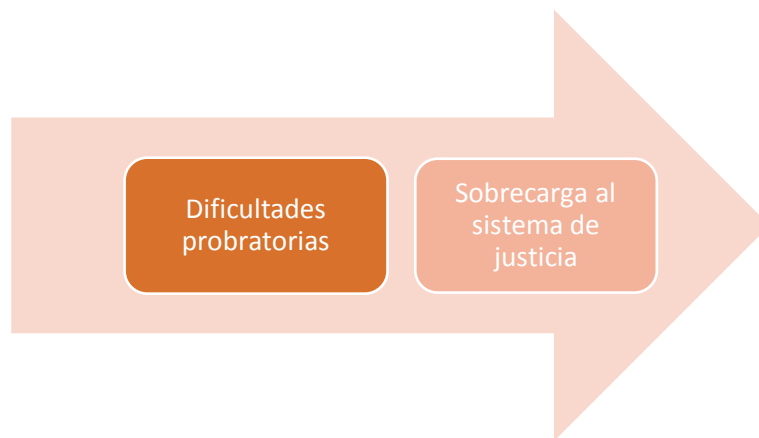 Dificultades
probratorias
Sobrecarga al
sistema de
justicia